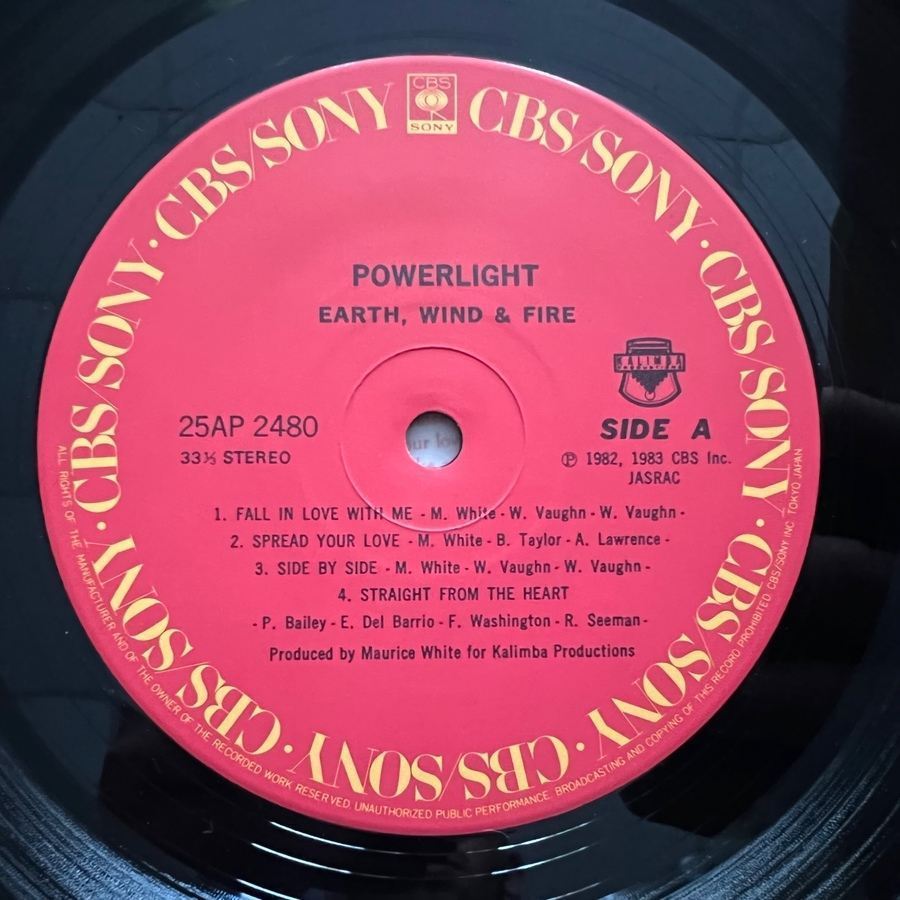 CBS
SONY
CBS/SONY · CBS/SONY · CBS/SONY · CBS/SONY · CBS/SONY · CBS/SONY · CBS/SONY · CBS/SONY
POWERLIGHT
EARTH, WIND & FIRE
KALIMBA
25AP 2480
SIDE A
33⅓ STEREO
Ⓟ 1982, 1983 CBS Inc.
JASRAC
1. FALL IN LOVE WITH ME - M. White - W. Vaughn - W. Vaughn -
2. SPREAD YOUR LOVE - M. White - B. Taylor - A. Lawrence -
3. SIDE BY SIDE - M. White - W. Vaughn - W. Vaughn -
4. STRAIGHT FROM THE HEART
- P. Bailey - E. Del Barrio - F. Washington - R. Seeman -
Produced by Maurice White for Kalimba Productions
ALL RIGHTS OF THE MANUFACTURER AND OF THE OWNER OF THE RECORDED WORK RESERVED. UNAUTHORIZED PUBLIC PERFORMANCE, BROADCASTING AND COPYING OF THIS RECORD PROHIBITED CBS/SONY INC TOKYO JAPAN